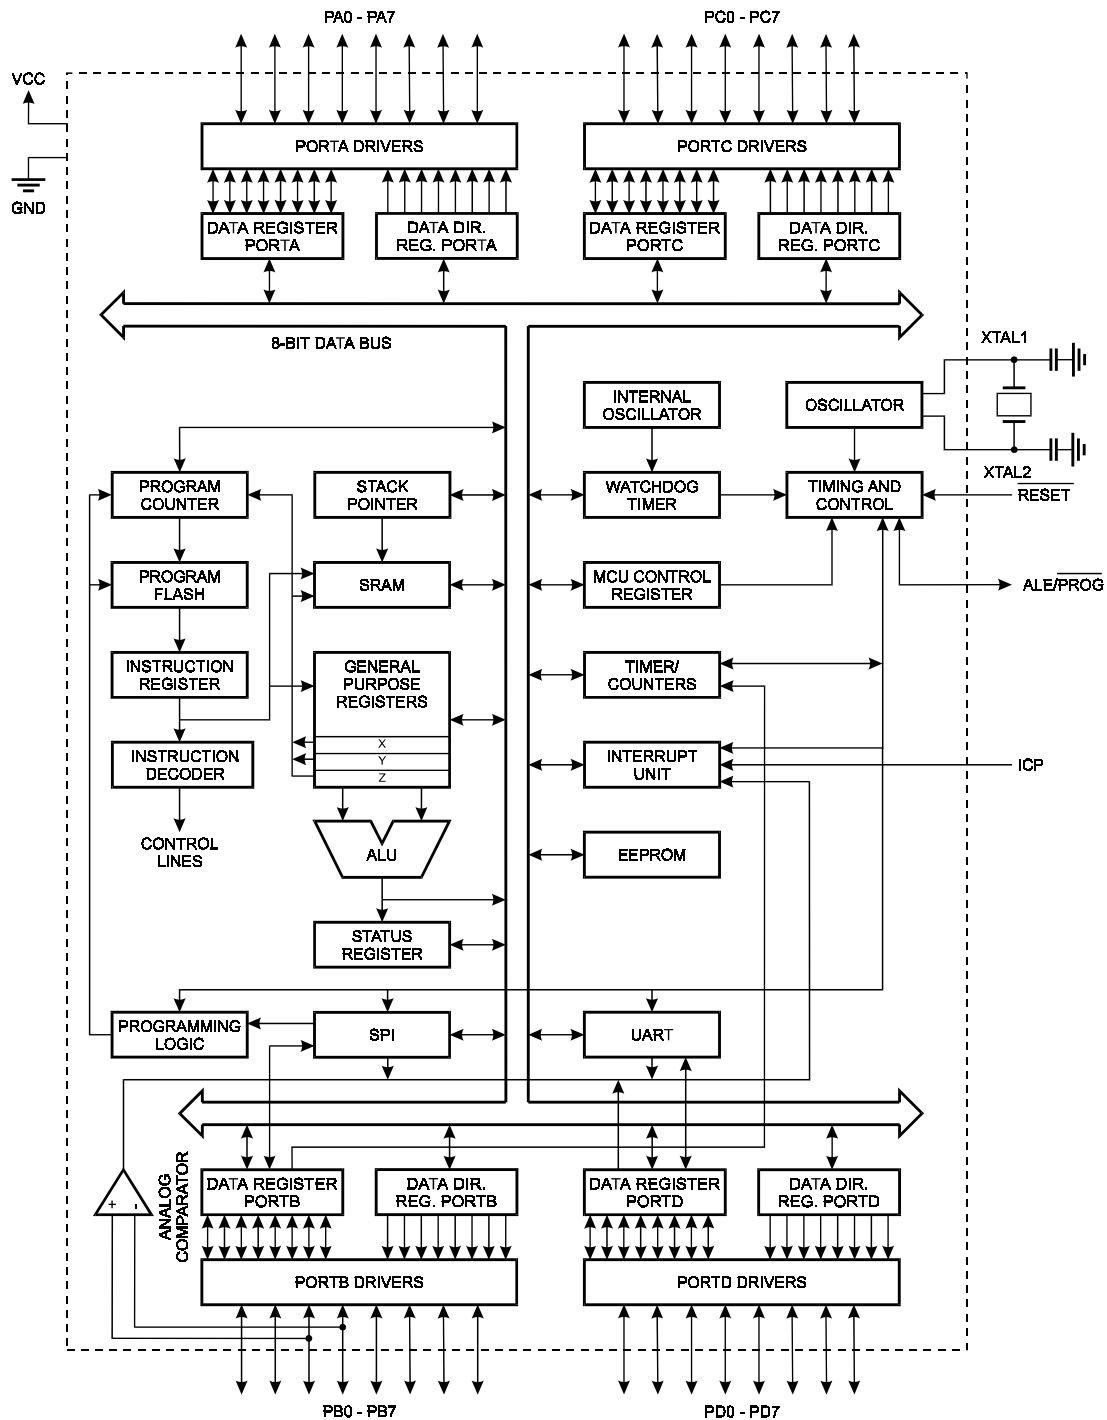 PA0 - PA7
PC0 - PC7
VCC
GND
PORTA DRIVERS
PORTC DRIVERS
DATA REGISTER
PORTA
DATA DIR.
REG. PORTA
DATA REGISTER
PORTC
DATA DIR.
REG. PORTC
8-BIT DATA BUS
XTAL1
INTERNAL
OSCILLATOR
OSCILLATOR
XTAL2
PROGRAM
COUNTER
STACK
POINTER
WATCHDOG
TIMER
TIMING AND
CONTROL
RESET
PROGRAM
FLASH
SRAM
MCU CONTROL
REGISTER
ALE/PROG
INSTRUCTION
REGISTER
GENERAL
PURPOSE
REGISTERS
X
Y
Z
TIMER/
COUNTERS
INSTRUCTION
DECODER
INTERRUPT
UNIT
ICP
CONTROL
LINES
ALU
EEPROM
STATUS
REGISTER
PROGRAMMING
LOGIC
SPI
UART
+
-
ANALOG
COMPARATOR
DATA REGISTER
PORTB
DATA DIR.
REG. PORTB
DATA REGISTER
PORTD
DATA DIR.
REG. PORTD
PORTB DRIVERS
PORTD DRIVERS
PB0 - PB7
PD0 - PD7